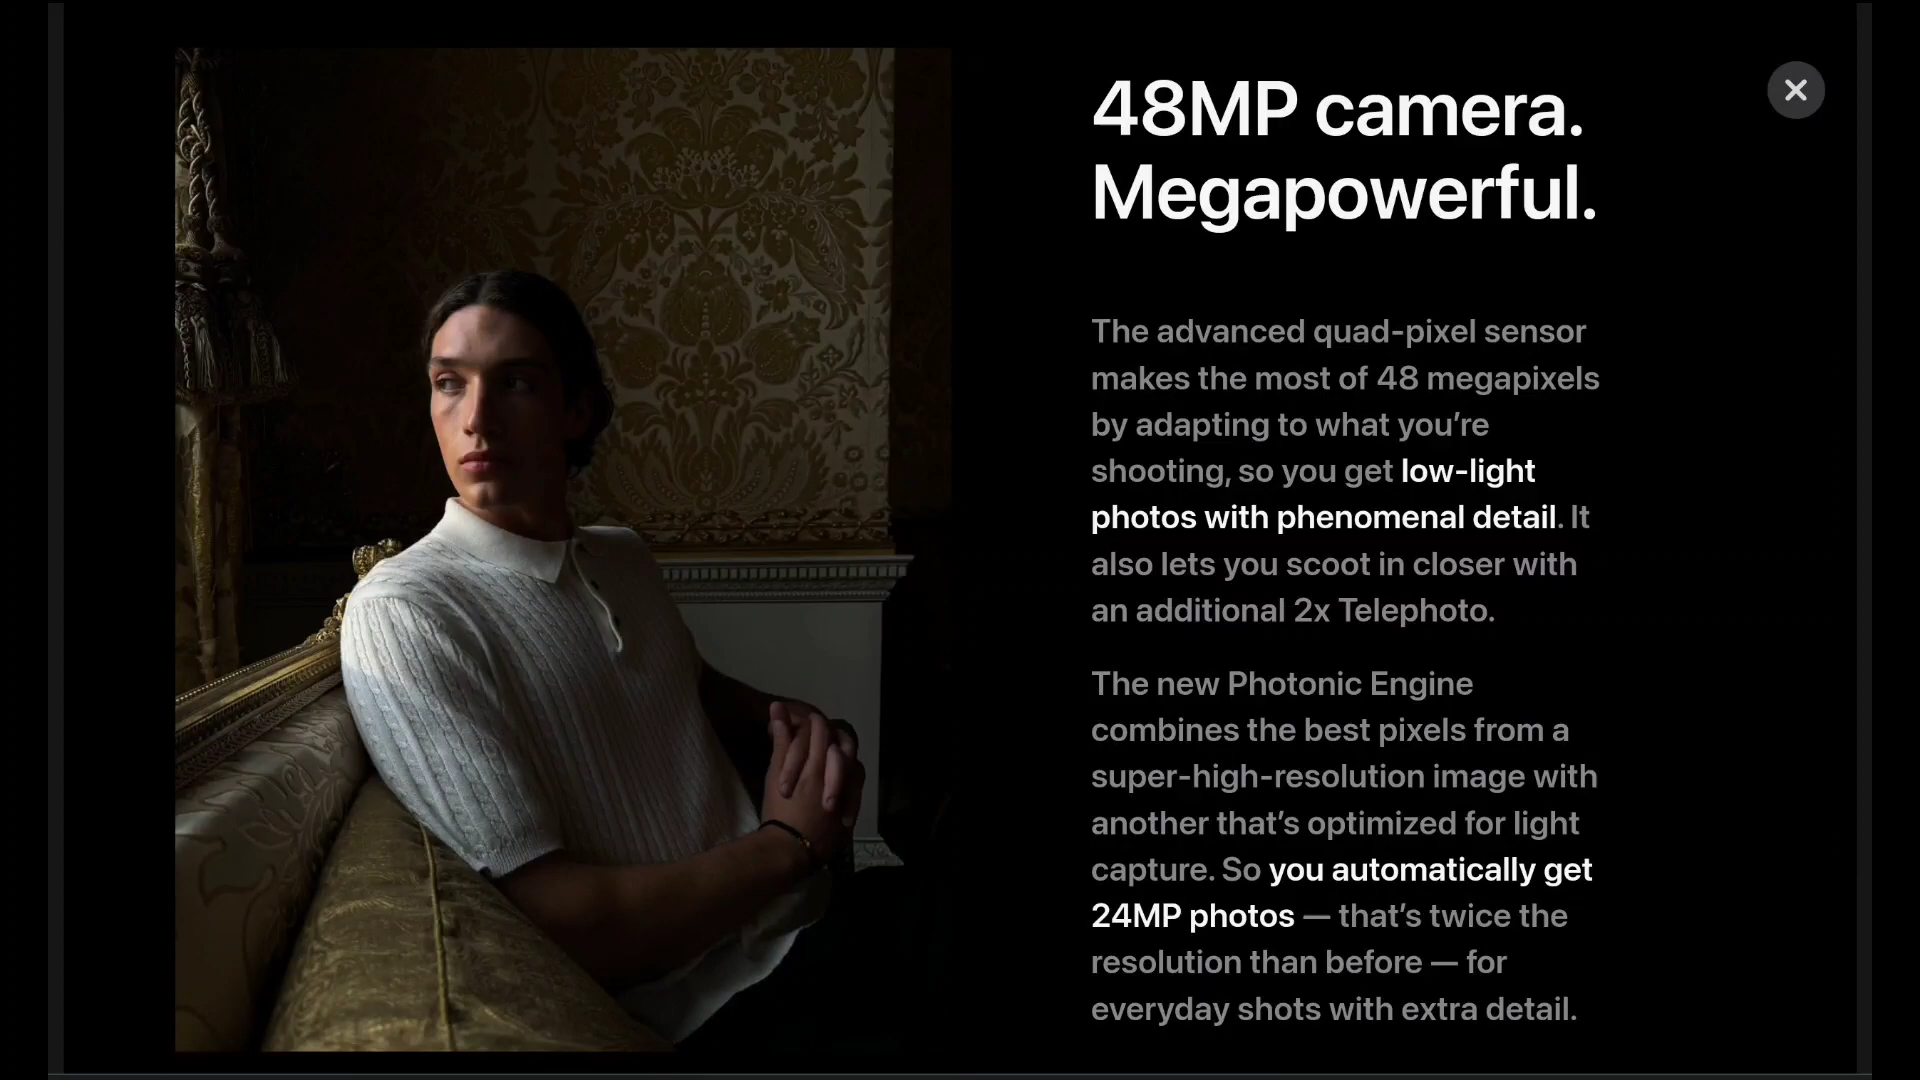 48MP camera.
Megapowerful.
The advanced quad-pixel sensor
makes the most of 48 megapixels
by adapting to what you’re
shooting, so you get low-light
photos with phenomenal detail. It
also lets you scoot in closer with
an additional 2x Telephoto.
The new Photonic Engine
combines the best pixels from a
super-high-resolution image with
another that’s optimized for light
capture. So you automatically get
24MP photos — that’s twice the
resolution than before — for
everyday shots with extra detail.